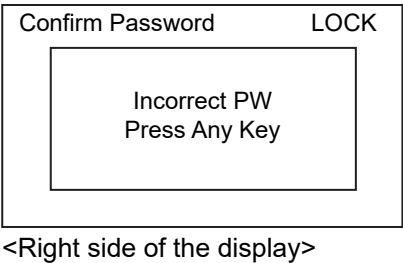 Confirm Password LOCK
Incorrect PW
Press Any Key
<Right side of the display>